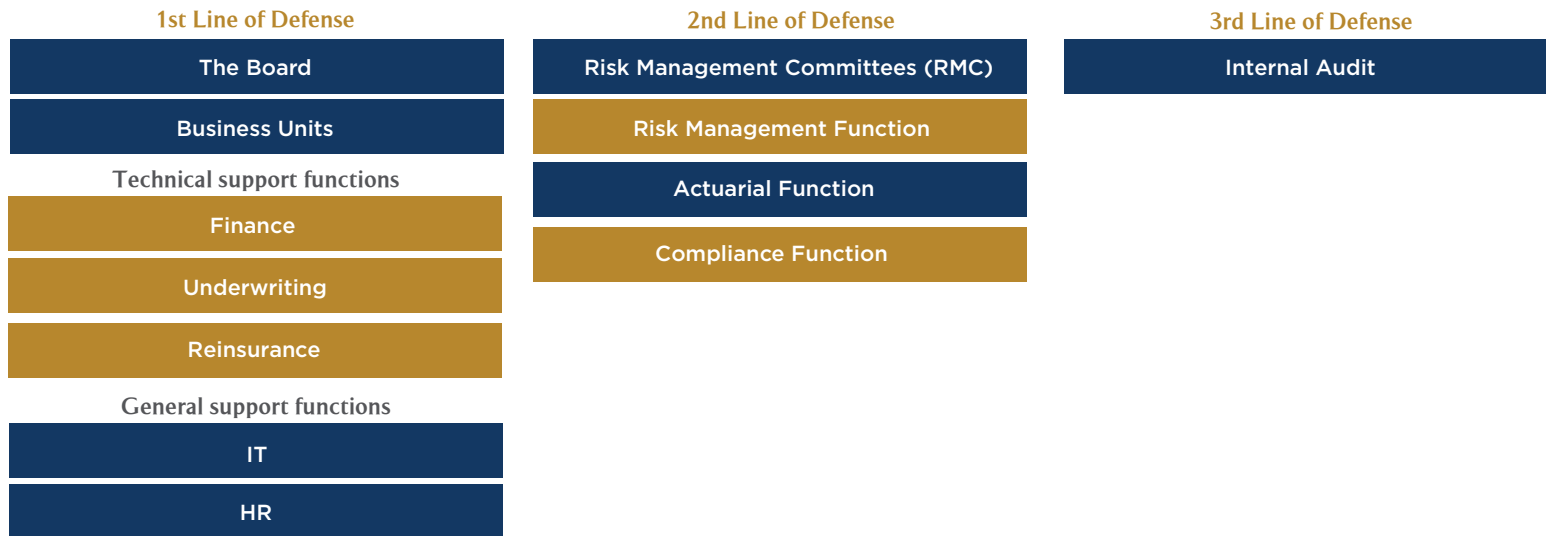 1st Line of Defense
The Board
Business Units
Technical support functions
Finance
Underwriting
Reinsurance
General support functions
IT
HR
2nd Line of Defense
Risk Management Committees (RMC)
Risk Management Function
Actuarial Function
Compliance Function
3rd Line of Defense
Internal Audit